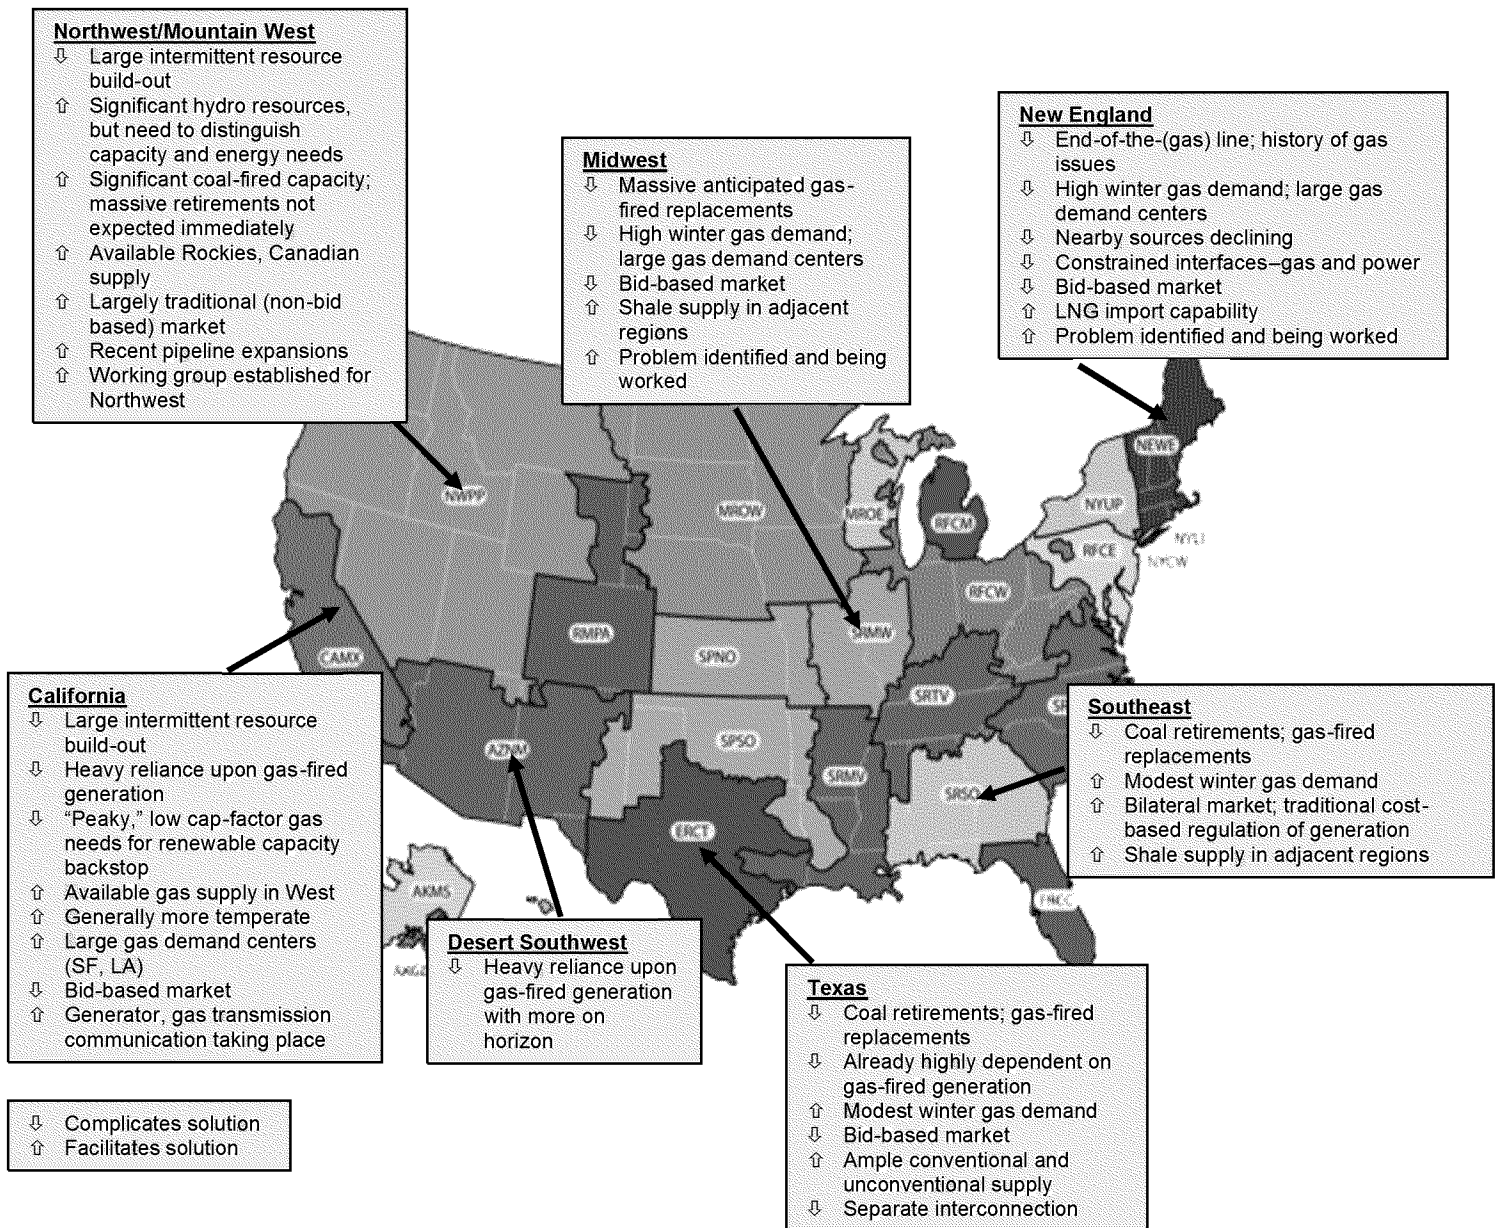 Northwest/Mountain West
⇩ Large intermittent resource
build-out
⇧ Significant hydro resources,
but need to distinguish
capacity and energy needs
⇧ Significant coal-fired capacity;
massive retirements not
expected immediately
⇧ Available Rockies, Canadian
supply
⇧ Largely traditional (non-bid
based) market
⇧ Recent pipeline expansions
⇧ Working group established for
Northwest
Midwest
⇩ Massive anticipated gas-
fired replacements
⇩ High winter gas demand;
large gas demand centers
⇩ Bid-based market
⇧ Shale supply in adjacent
regions
⇧ Problem identified and being
worked
New England
⇩ End-of-the-(gas) line; history of gas
issues
⇩ High winter gas demand; large gas
demand centers
⇩ Nearby sources declining
⇩ Constrained interfaces–gas and power
⇩ Bid-based market
⇧ LNG import capability
⇧ Problem identified and being worked
NEWE
NWPP
MROW
MROE
RFCM
NYUP
NYLI
RFCE
NYCW
RFCW
RMPA
SRMW
SPNO
CAMX
SRTV
SR
AZNM
SPSO
SRMV
SRSO
ERCT
AKMS
FRCC
AKGD
California
⇩ Large intermittent resource
build-out
⇩ Heavy reliance upon gas-fired
generation
⇩ “Peaky,” low cap-factor gas
needs for renewable capacity
backstop
⇧ Available gas supply in West
⇧ Generally more temperate
⇧ Large gas demand centers
(SF, LA)
⇩ Bid-based market
⇧ Generator, gas transmission
communication taking place
Southeast
⇩ Coal retirements; gas-fired
replacements
⇧ Modest winter gas demand
⇧ Bilateral market; traditional cost-
based regulation of generation
⇧ Shale supply in adjacent regions
Desert Southwest
⇩ Heavy reliance upon
gas-fired generation
with more on
horizon
Texas
⇩ Coal retirements; gas-fired
replacements
⇩ Already highly dependent on
gas-fired generation
⇧ Modest winter gas demand
⇩ Bid-based market
⇧ Ample conventional and
unconventional supply
⇩ Separate interconnection
⇩ Complicates solution
⇧ Facilitates solution